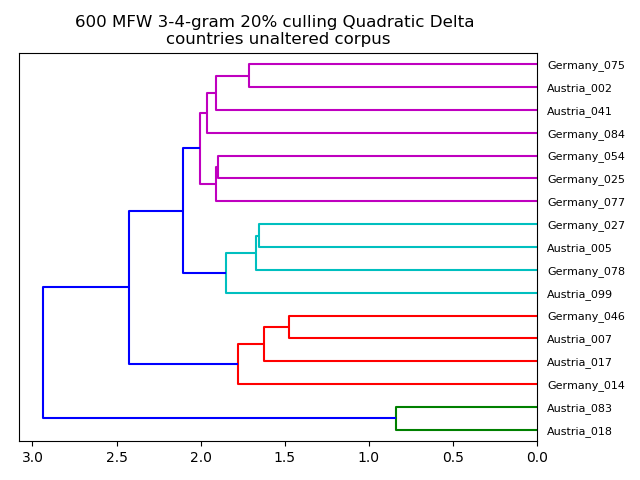 600 MFW 3-4-gram 20% culling Quadratic Delta
countries unaltered corpus
Germany_075
Austria_002
Austria_041
Germany_084
Germany_054
Germany_025
Germany_077
Germany_027
Austria_005
Germany_078
Austria_099
Germany_046
Austria_007
Austria_017
Germany_014
Austria_083
Austria_018
3.0 2.5 2.0 1.5 1.0 0.5 0.0